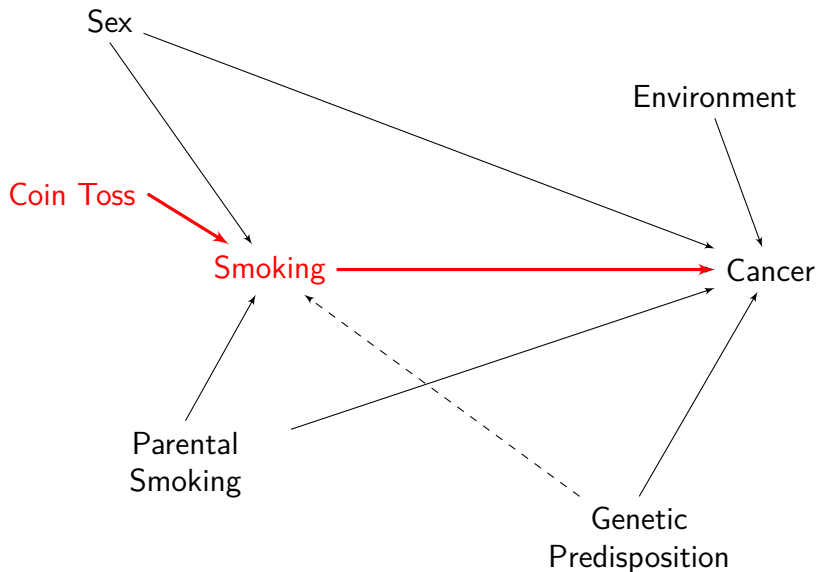 Sex
Environment
Coin Toss
Smoking
Cancer
Parental
Smoking
Genetic
Predisposition